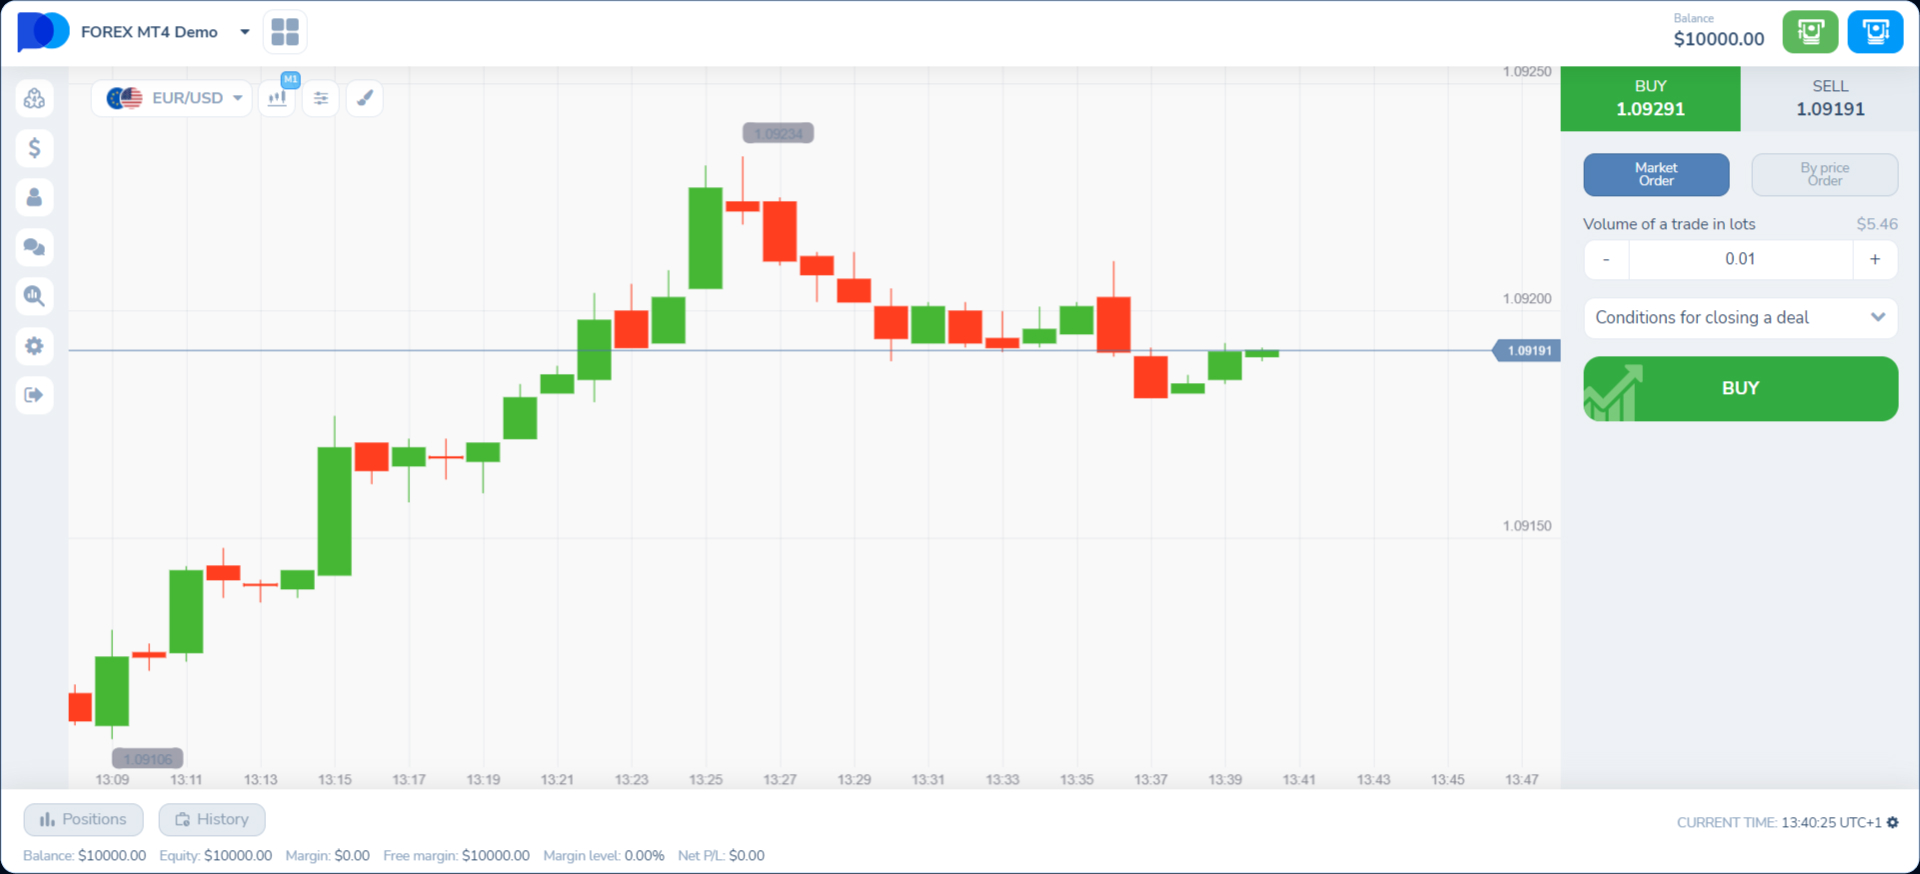 FOREX MT4 Demo
Balance
$10000.00
EUR/USD
M1
1.09250
1.09234
1.09200
1.09191
1.09150
1.09106
13:09 13:11 13:13 13:15 13:17 13:19 13:21 13:23 13:25 13:27 13:29 13:31 13:33 13:35 13:37 13:39 13:41 13:43 13:45 13:47
BUY
1.09291
SELL
1.09191
Market
Order
By price
Order
Volume of a trade in lots $5.46
- 0.01 +
Conditions for closing a deal
BUY
Positions History
CURRENT TIME: 13:40:25 UTC+1
Balance: $10000.00 Equity: $10000.00 Margin: $0.00 Free margin: $10000.00 Margin level: 0.00% Net P/L: $0.00